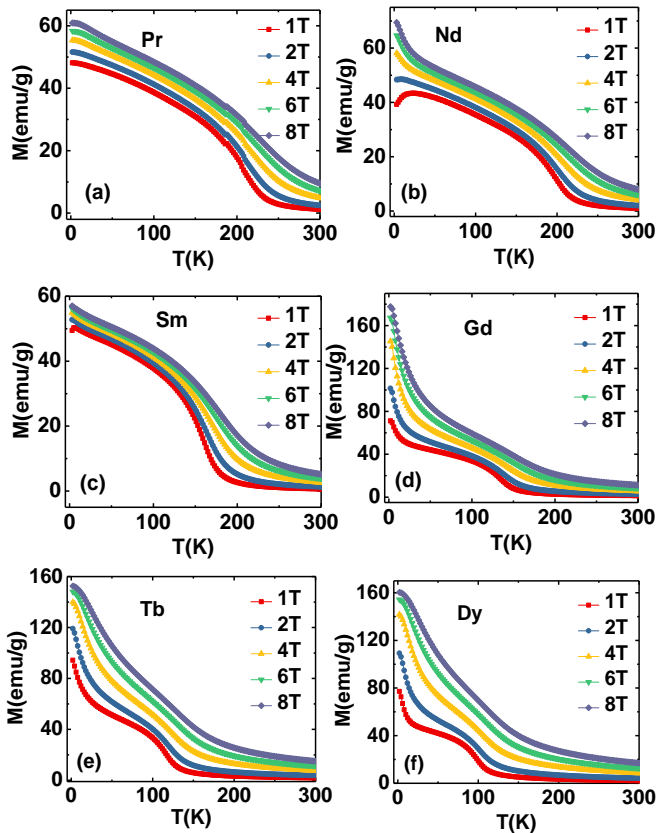 60
40
20
0
M(emu/g)
Pr
(a)
1T
2T
4T
6T
8T
0
100
200
300
T(K)
80
60
40
20
0
M(emu/g)
Nd
(b)
1T
2T
4T
6T
8T
0
100
200
300
T(K)
60
40
20
0
M(emu/g)
Sm
(c)
1T
2T
4T
6T
8T
0
100
200
300
T(K)
160
120
80
40
0
M(emu/g)
Gd
(d)
1T
2T
4T
6T
8T
0
100
200
300
T(K)
160
120
80
40
0
M(emu/g)
Tb
(e)
1T
2T
4T
6T
8T
0
100
200
300
T(K)
160
120
80
40
0
M(emu/g)
Dy
(f)
1T
2T
4T
6T
8T
0
100
200
300
T(K)